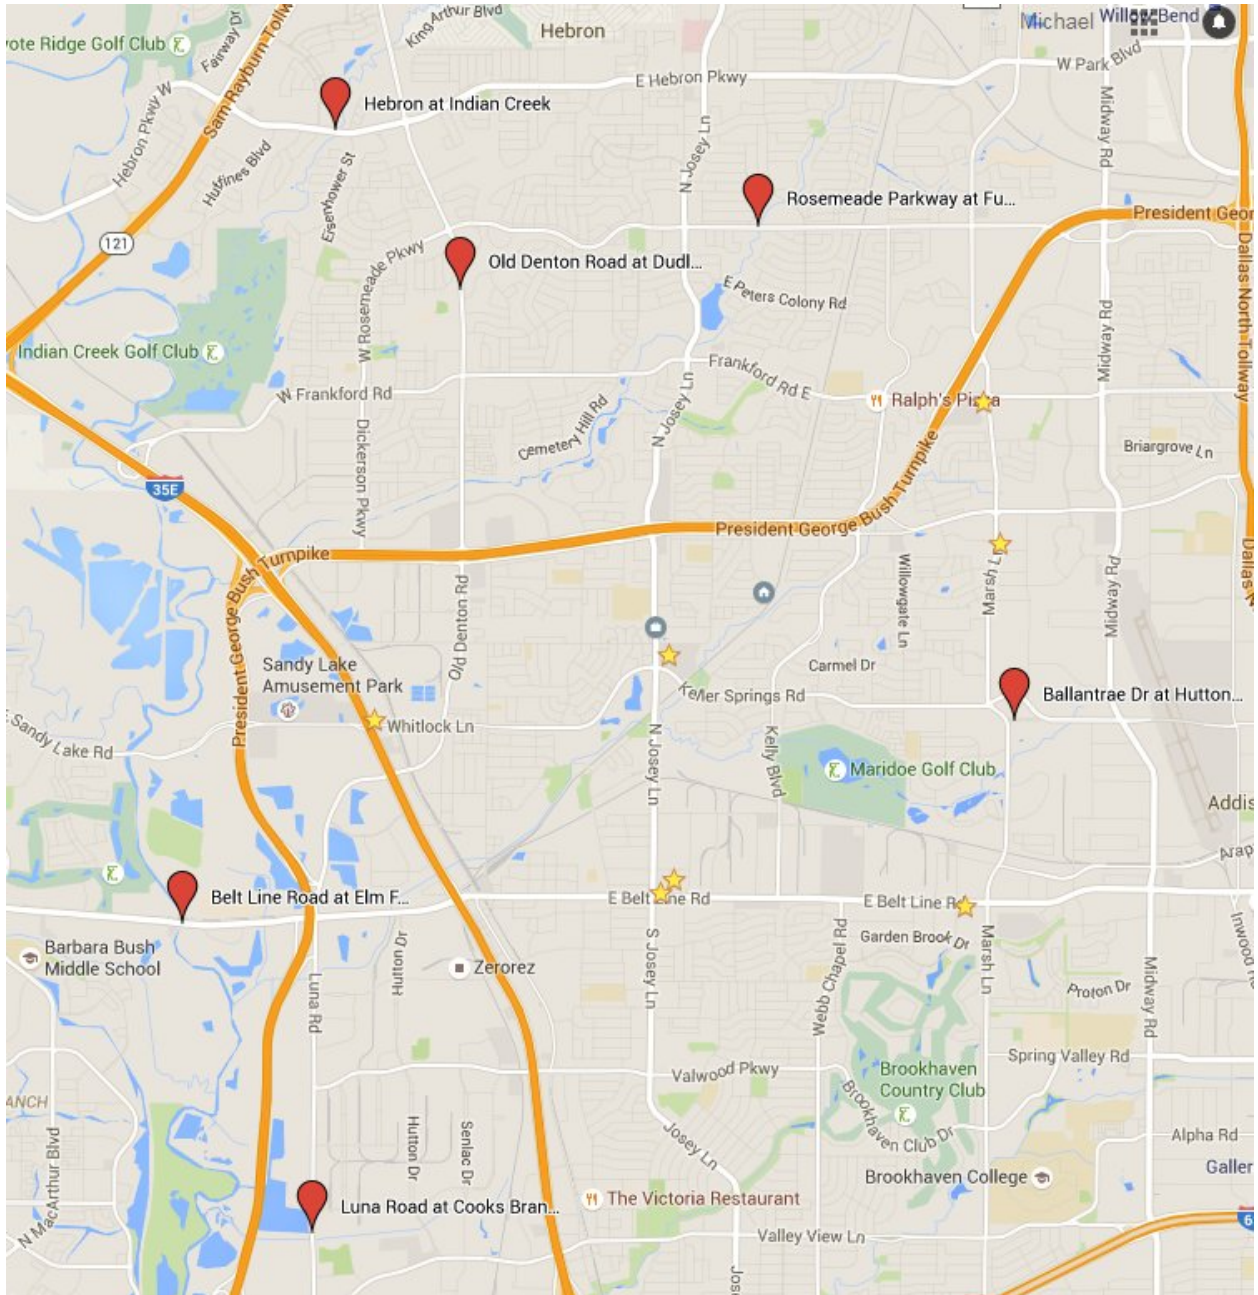 Michael
Willow Bend
King Arthur Blvd
Hebron
Fairway Dr
yote Ridge Golf Club
W Park Blvd
E Hebron Pkwy
Sam Rayburn Tollw
Hebron at Indian Creek
Hebron Pkwy W
Midway Rd
N Josey Ln
Huffines Blvd
Eisenhower St
Rosemeade Parkway at Fu...
President Geor
121
W Rosemeade Pkwy
Old Denton Road at Dudl...
Dallas North Tollway
E Peters Colony Rd
Midway Rd
Indian Creek Golf Club
Frankford Rd E
W Frankford Rd
N Josey Ln
Ralph's Pizza
Cemetery Hill Rd
Dickerson Pkwy
Briargrove Ln
35E
President George Bush Turnpike
President George Bush Turnpike
Marsh Ln
Willowgate Ln
Midway Rd
Dallas N
Old Denton Rd
Sandy Lake
Amusement Park
Carmel Dr
Keller Springs Rd
Ballantrae Dr at Hutton...
E Sandy Lake Rd
Whitlock Ln
N Josey Ln
Kelly Blvd
Maridoe Golf Club
Addis
Arap
Belt Line Road at Elm F...
E Belt Line Rd
E Belt Line R
Garden Brook Dr
Inwood R
Barbara Bush
Middle School
Hutton Dr
Zerorez
S Josey Ln
Webb Chapel Rd
Marsh Ln
Proton Dr
Midway Rd
Luna Rd
Spring Valley Rd
Valwood Pkwy
Brookhaven
Country Club
ANCH
Brookhaven Club Dr
Hutton Dr
Senlac Dr
Josey Ln
Alpha Rd
N MacArthur Blvd
Galler
Brookhaven College
Luna Road at Cooks Bran...
The Victoria Restaurant
Valley View Ln
6
Jose